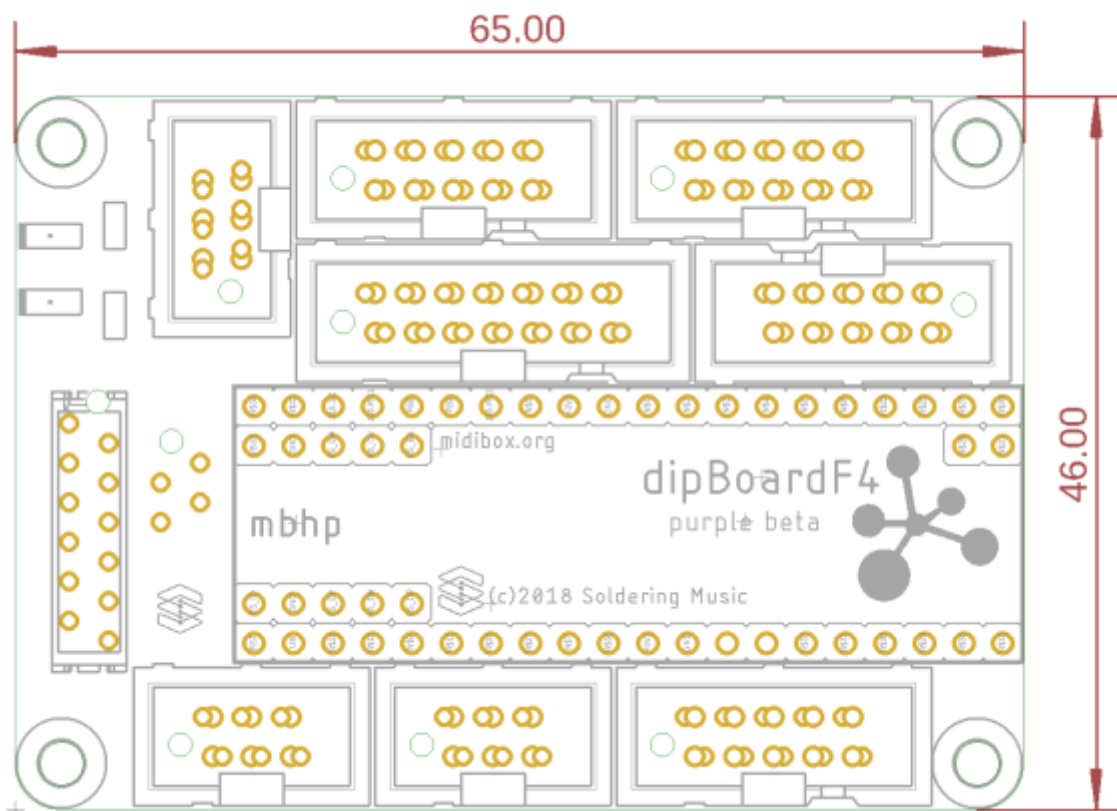 65.00
midibox.org
dipBoardF4
46.00
mbhp
purple beta
(c)2018 Soldering Music